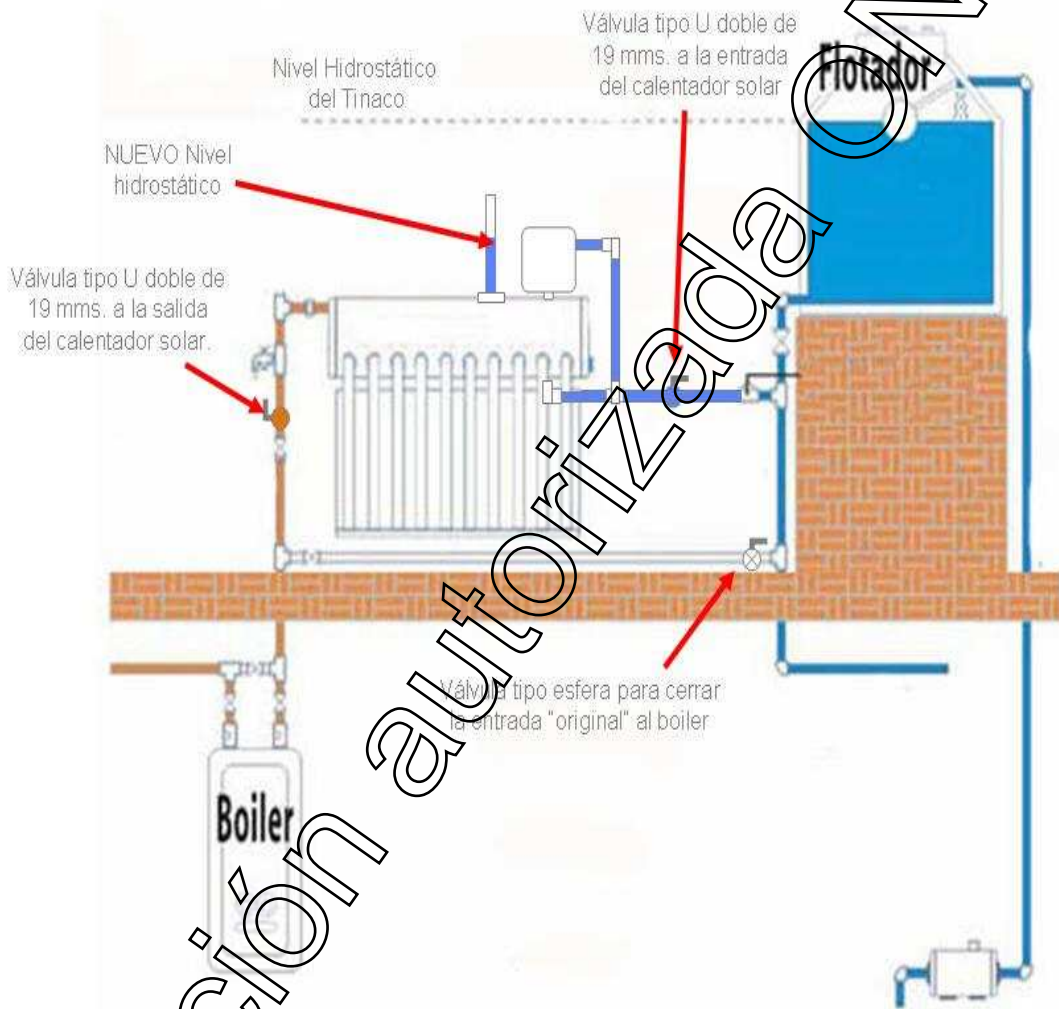 Válvula tipo U doble de
19 mms. a la entrada
del calentador solar
Flotador
Nivel Hidrostático
del Tinaco
NUEVO Nivel
hidrostático
Válvula tipo U doble de
19 mms. a la salida
del calentador solar.
Válvula tipo esfera para cerrar
la entrada "original" al boiler
Boiler
ción autorizada